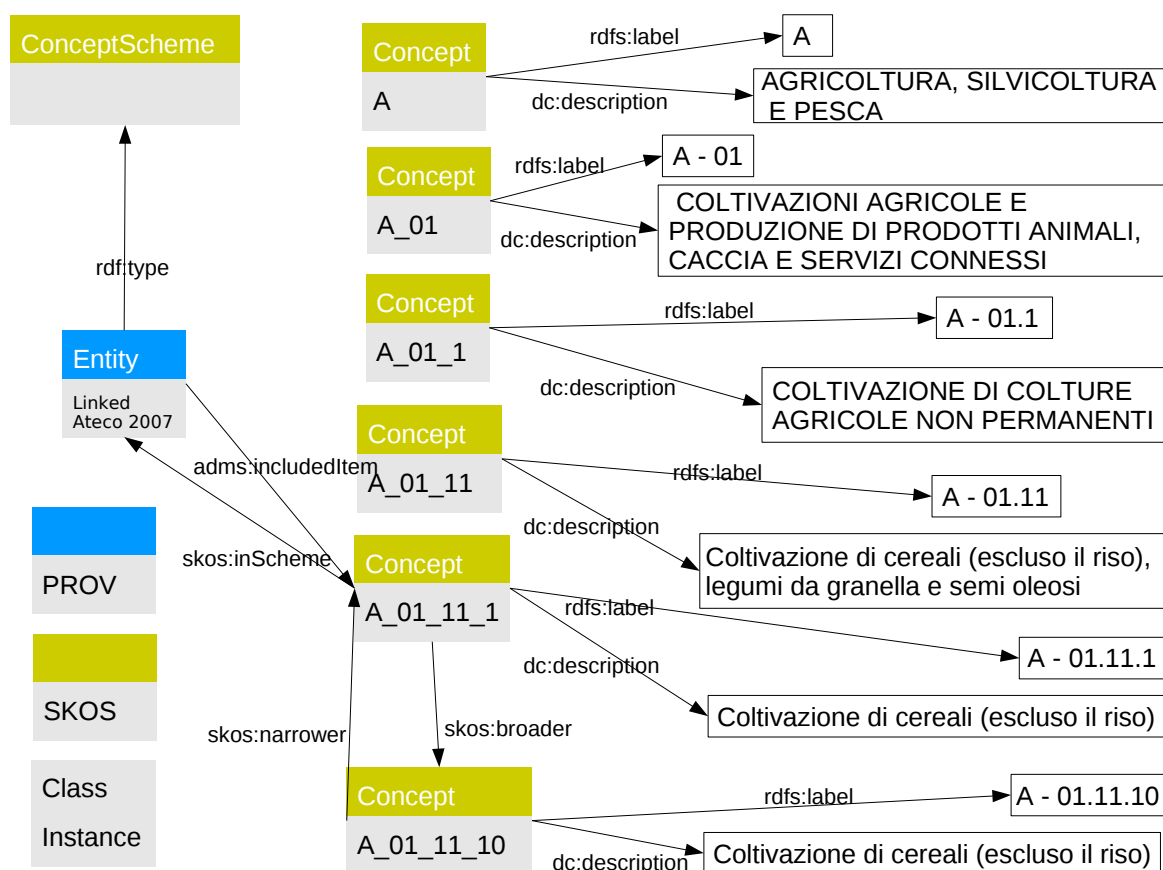 ConceptScheme
rdf:type
Entity
Linked
Ateco 2007
adms:includedItem
skos:inScheme
PROV
SKOS
Class
Instance
Concept
A
rdfs:label
A
dc:description
AGRICOLTURA, SILVICOLTURA
E PESCA
Concept
A_01
rdfs:label
A - 01
dc:description
COLTIVAZIONI AGRICOLE E
PRODUZIONE DI PRODOTTI ANIMALI,
CACCIA E SERVIZI CONNESSI
Concept
A_01_1
rdfs:label
A - 01.1
dc:description
COLTIVAZIONE DI COLTURE
AGRICOLE NON PERMANENTI
Concept
A_01_11
rdfs:label
A - 01.11
dc:description
Coltivazione di cereali (escluso il riso),
legumi da granella e semi oleosi
Concept
A_01_11_1
rdfs:label
A - 01.11.1
dc:description
Coltivazione di cereali (escluso il riso)
skos:narrower
skos:broader
Concept
A_01_11_10
rdfs:label
A - 01.11.10
dc:description
Coltivazione di cereali (escluso il riso)